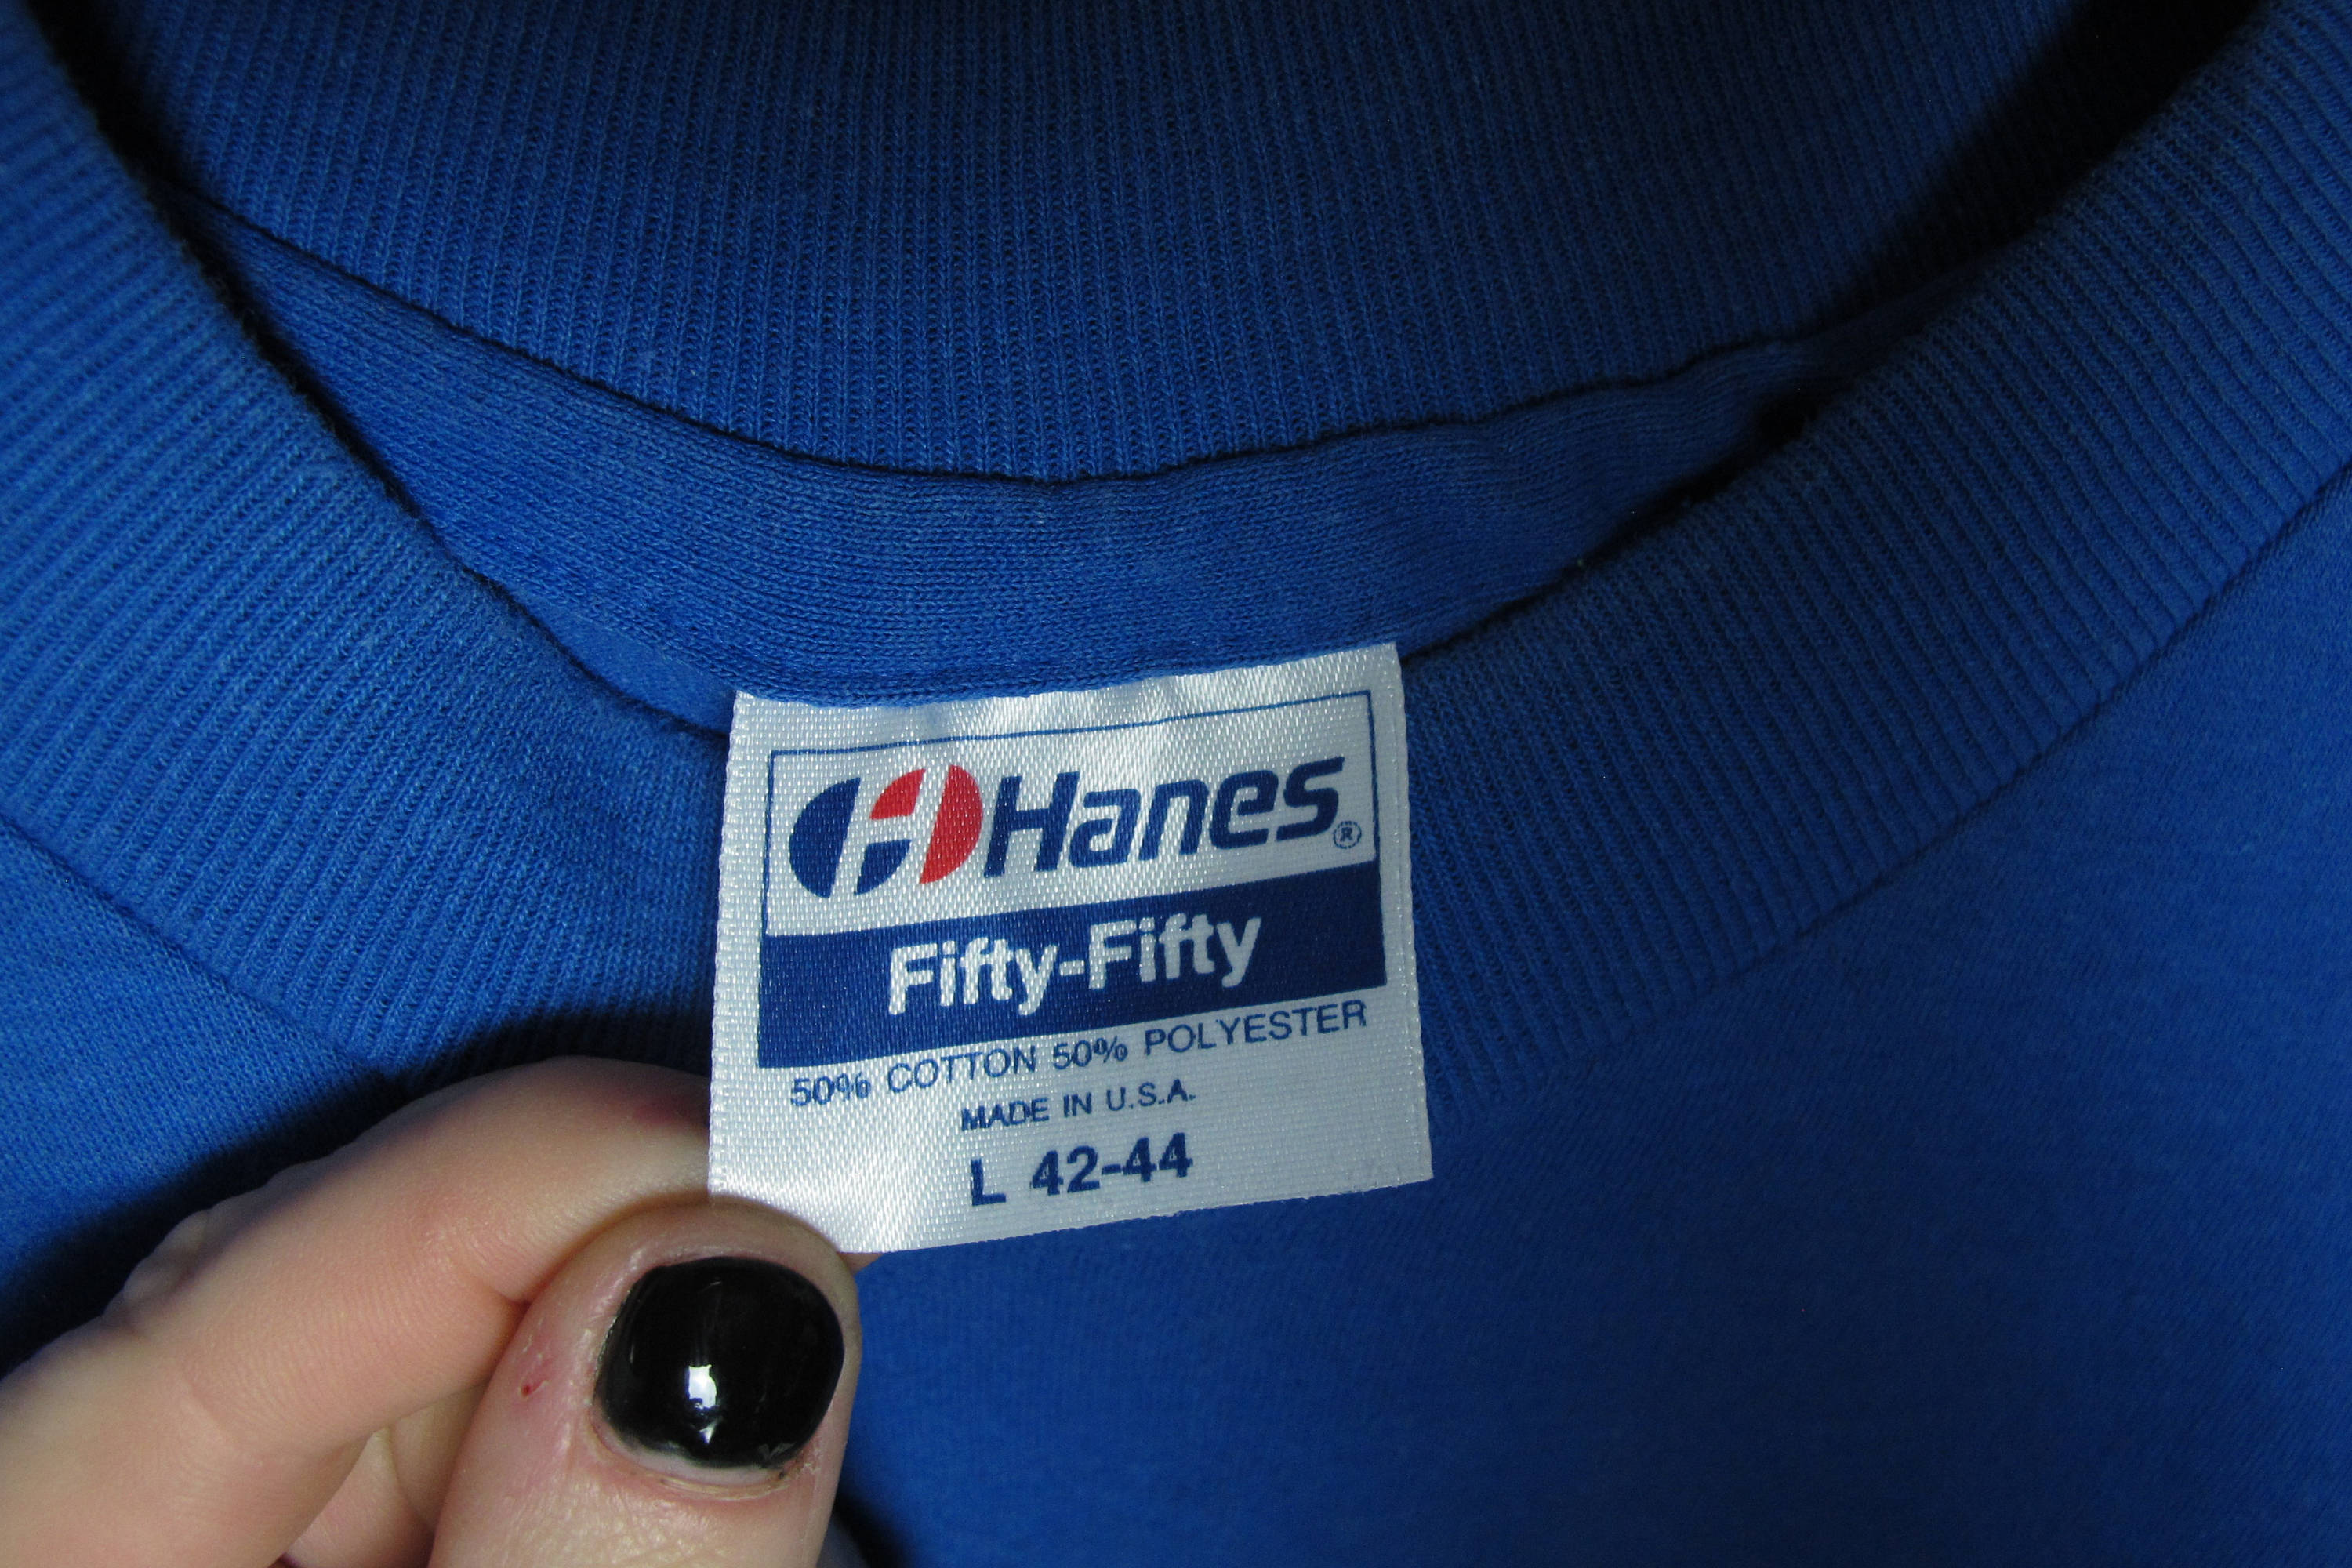 Hanes®
Fifty-Fifty
50% COTTON 50% POLYESTER
MADE IN U.S.A.
L 42-44